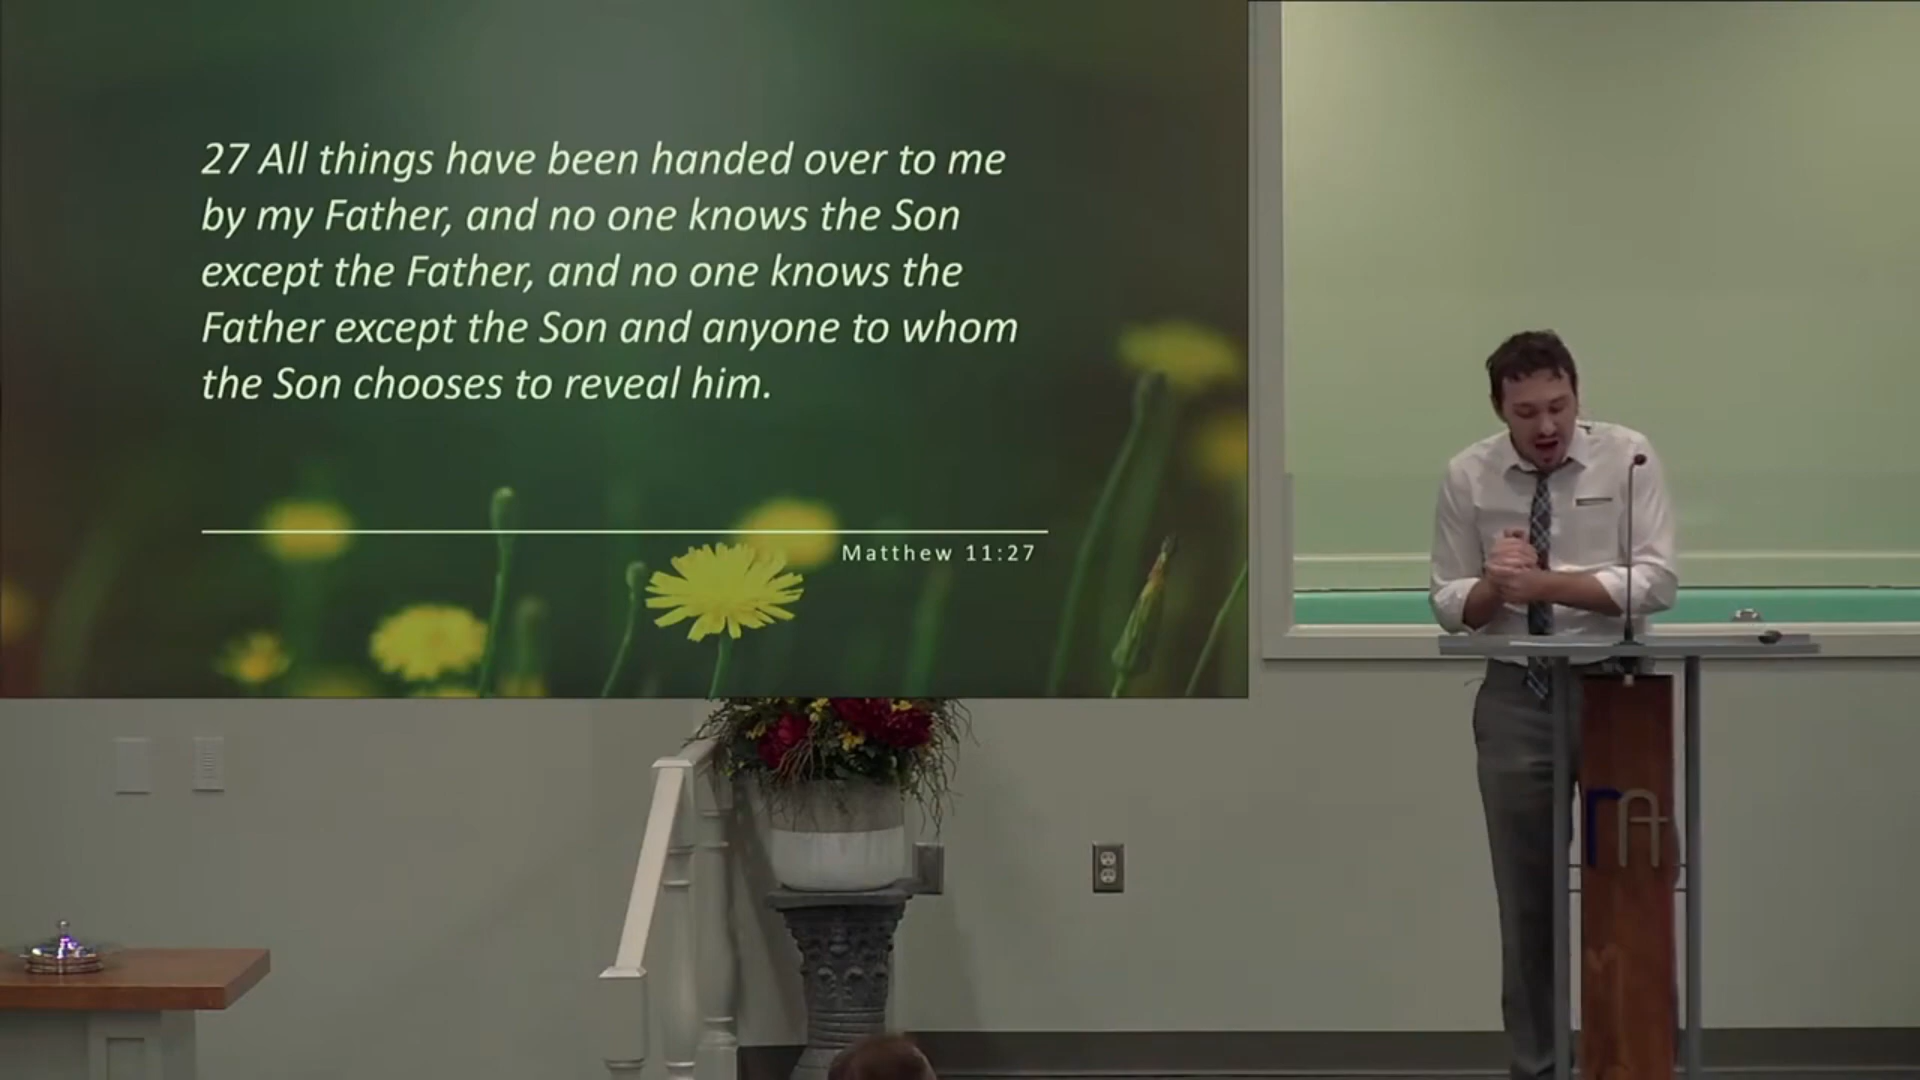 27 All things have been handed over to me
by my Father, and no one knows the Son
except the Father, and no one knows the
Father except the Son and anyone to whom
the Son chooses to reveal him.
Matthew 11:27